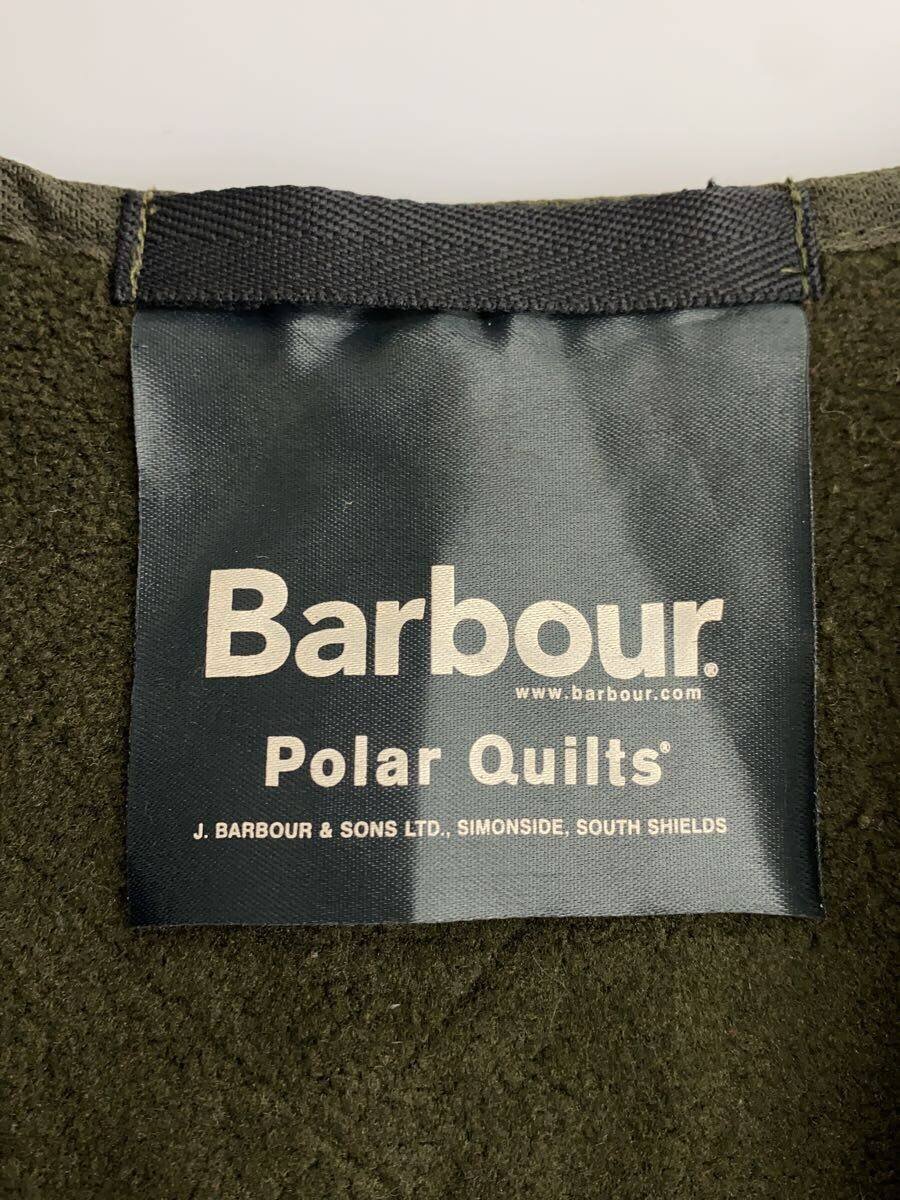 Barbour®
www.barbour.com
Polar Quilts®
J. BARBOUR & SONS LTD., SIMONSIDE, SOUTH SHIELDS